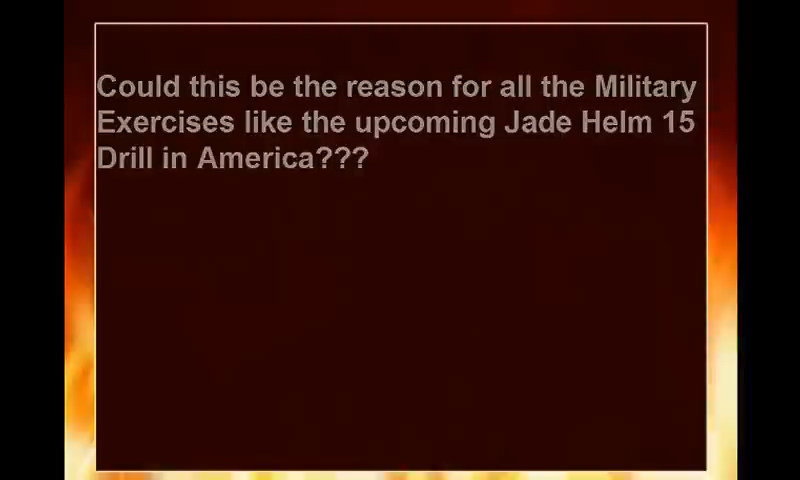 Could this be the reason for all the Military
Exercises like the upcoming Jade Helm 15
Drill in America???